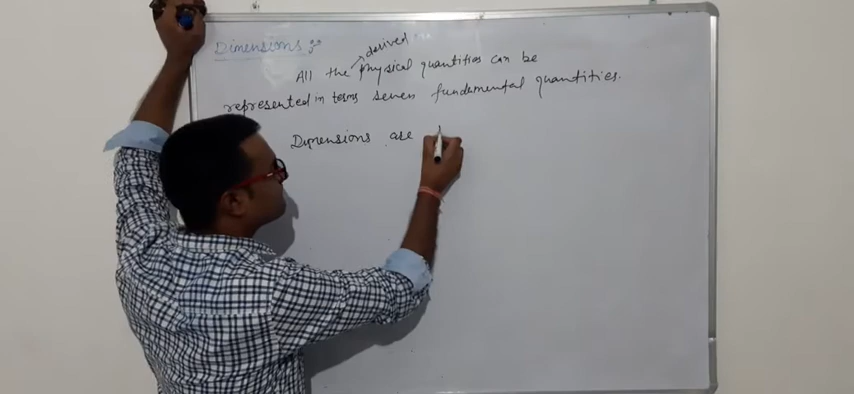 Dimensions :-
derived
All the physical quantities can be
represented in terms seven fundamental quantities.
Dimensions are